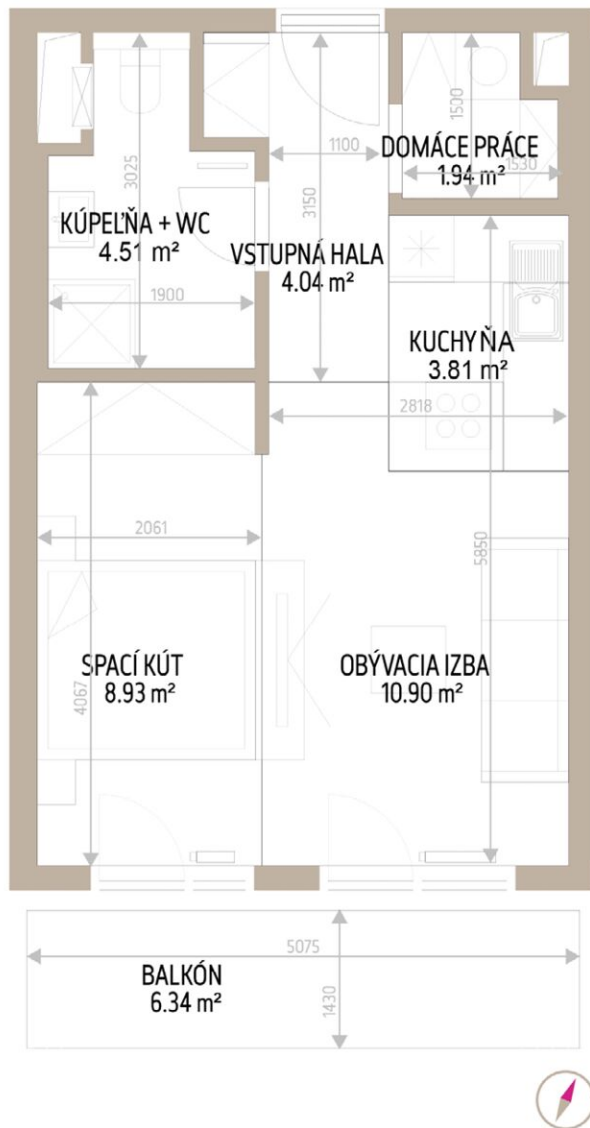 3025
1500
1100
DOMÁCE PRÁCE
1530
1.94 m²
3150
KÚPEĽŇA + WC
4.51 m²
VSTUPNÁ HALA
4.04 m²
1900
KUCHYŇA
3.81 m²
2818
2061
5850
SPACÍ KÚT
8.93 m²
OBÝVACIA IZBA
10.90 m²
4067
5075
BALKÓN
6.34 m²
1430